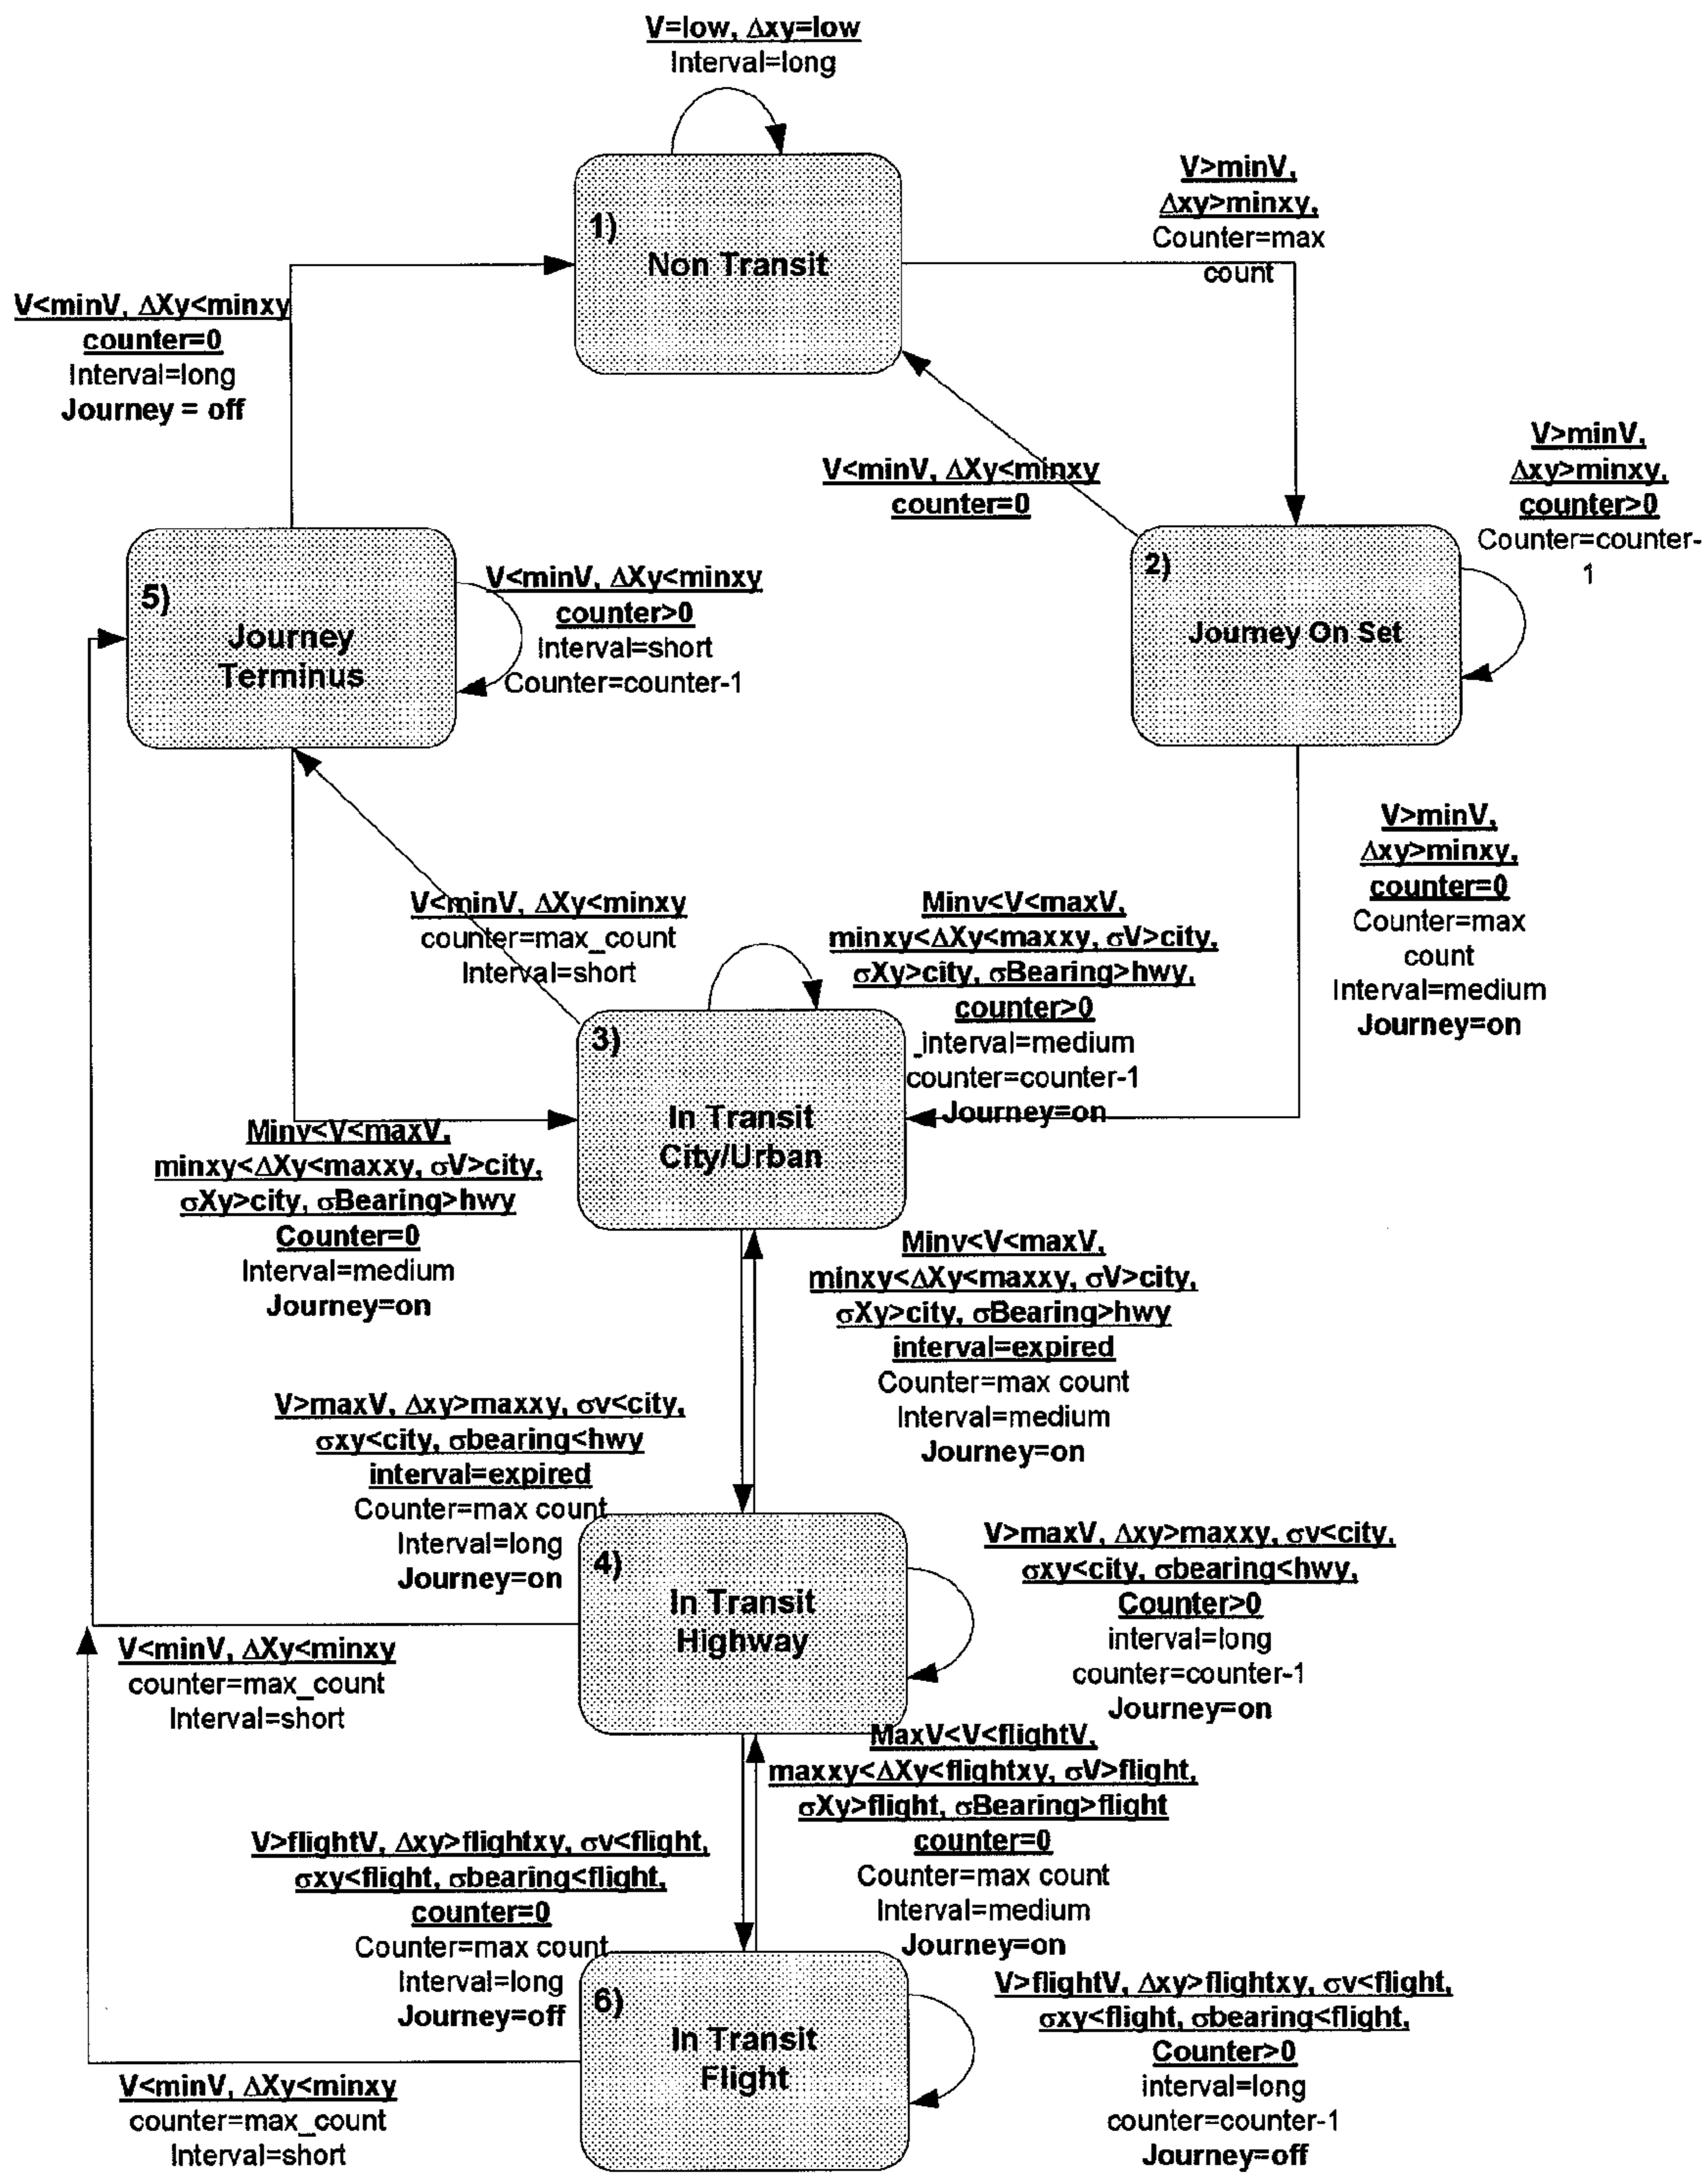 V=low, Δxy=low
Interval=long
1)
Non Transit
V>minV,
Δxy>minxy,
Counter=max
count
V<minV, ΔXy<minxy
counter=0
Interval=long
Journey = off
V<minV, ΔXy<minxy
counter=0
V>minV,
Δxy>minxy,
counter>0
Counter=counter-
1
2)
Journey On Set
5)
Journey
Terminus
V<minV, ΔXy<minxy
counter>0
Interval=short
Counter=counter-1
V>minV,
Δxy>minxy,
counter=0
Counter=max
count
Interval=medium
Journey=on
V<minV, ΔXy<minxy
counter=max_count
Interval=short
Minv<V<maxV,
minxy<ΔXy<maxxy, σV>city,
σXy>city, σBearing>hwy,
counter>0
_interval=medium
counter=counter-1
Journey=on
3)
In Transit
City/Urban
Minv<V<maxV,
minxy<ΔXy<maxxy, σV>city,
σXy>city, σBearing>hwy
Counter=0
Interval=medium
Journey=on
Minv<V<maxV,
minxy<ΔXy<maxxy, σV>city,
σXy>city, σBearing>hwy
interval=expired
Counter=max count
Interval=medium
Journey=on
V>maxV, Δxy>maxxy, σv<city,
σxy<city, σbearing<hwy
interval=expired
Counter=max count
Interval=long
Journey=on
4)
In Transit
Highway
V>maxV, Δxy>maxxy, σv<city,
σxy<city, σbearing<hwy,
Counter>0
interval=long
counter=counter-1
Journey=on
V<minV, ΔXy<minxy
counter=max_count
Interval=short
MaxV<V<flightV,
maxxy<ΔXy<flightxy, σV>flight,
σXy>flight, σBearing>flight
counter=0
Counter=max count
Interval=medium
Journey=on
V>flightV, Δxy>flightxy, σv<flight,
σxy<flight, σbearing<flight,
counter=0
Counter=max count
Interval=long
Journey=off
6)
In Transit
Flight
V>flightV, Δxy>flightxy, σv<flight,
σxy<flight, σbearing<flight,
Counter>0
interval=long
counter=counter-1
Journey=off
V<minV, ΔXy<minxy
counter=max_count
Interval=short